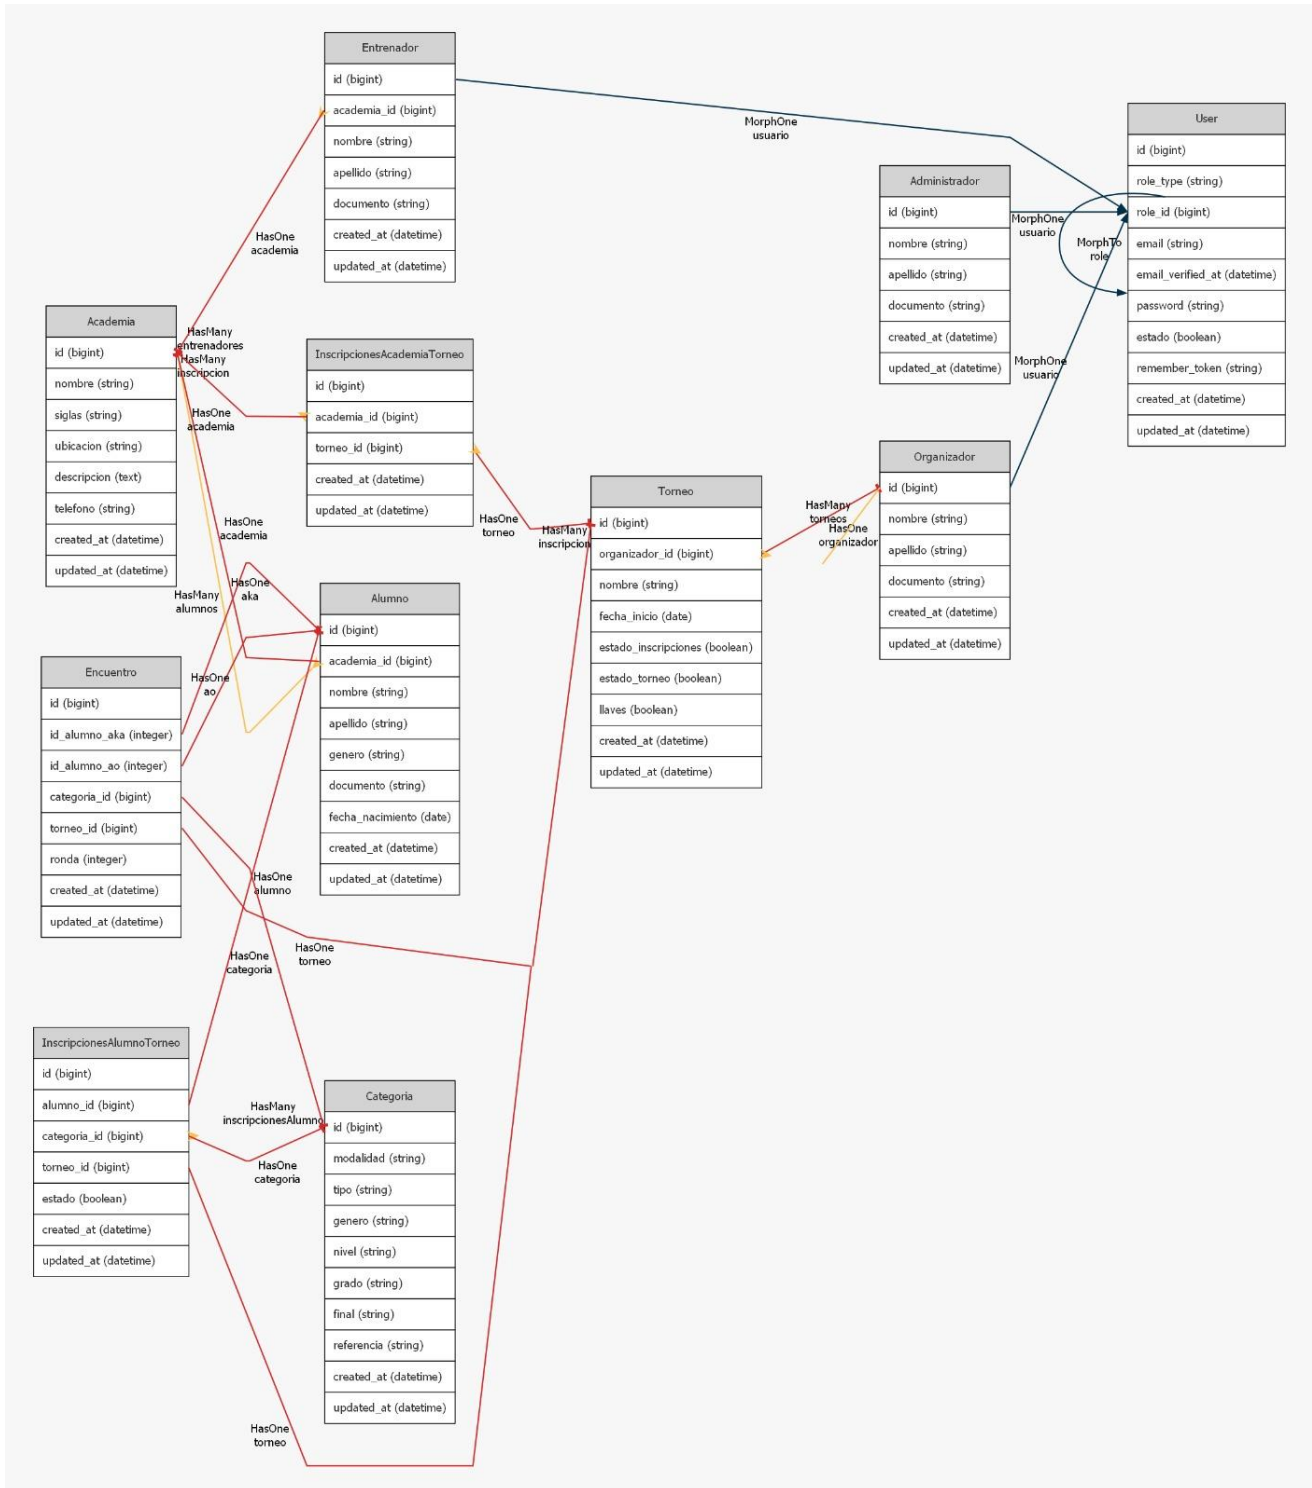 Entrenador
id (bigint)
academia_id (bigint)
nombre (string)
apellido (string)
documento (string)
created_at (datetime)
updated_at (datetime)
MorphOne
usuario
User
id (bigint)
role_type (string)
role_id (bigint)
email (string)
email_verified_at (datetime)
password (string)
estado (boolean)
remember_token (string)
created_at (datetime)
updated_at (datetime)
Administrador
id (bigint)
nombre (string)
apellido (string)
documento (string)
created_at (datetime)
updated_at (datetime)
MorphOne
usuario
MorphTo
role
MorphOne
usuario
HasOne
academia
Academia
id (bigint)
nombre (string)
siglas (string)
ubicacion (string)
descripcion (text)
telefono (string)
created_at (datetime)
updated_at (datetime)
HasMany
entrenadores
HasMany
inscripcion
HasOne
academia
HasOne
academia
HasMany
alumnos
HasOne
aka
HasOne
ao
InscripcionesAcademiaTorneo
id (bigint)
academia_id (bigint)
torneo_id (bigint)
created_at (datetime)
updated_at (datetime)
HasOne
torneo
HasMany
inscripcion
Torneo
id (bigint)
organizador_id (bigint)
nombre (string)
fecha_inicio (date)
estado_inscripciones (boolean)
estado_torneo (boolean)
llaves (boolean)
created_at (datetime)
updated_at (datetime)
HasMany
torneos
HasOne
organizador
Organizador
id (bigint)
nombre (string)
apellido (string)
documento (string)
created_at (datetime)
updated_at (datetime)
Alumno
id (bigint)
academia_id (bigint)
nombre (string)
apellido (string)
genero (string)
documento (string)
fecha_nacimiento (date)
created_at (datetime)
updated_at (datetime)
Encuentro
id (bigint)
id_alumno_aka (integer)
id_alumno_ao (integer)
categoria_id (bigint)
torneo_id (bigint)
ronda (integer)
created_at (datetime)
updated_at (datetime)
HasOne
alumno
HasOne
categoria
HasOne
torneo
InscripcionesAlumnoTorneo
id (bigint)
alumno_id (bigint)
categoria_id (bigint)
torneo_id (bigint)
estado (boolean)
created_at (datetime)
updated_at (datetime)
HasMany
inscripcionesAlumno
HasOne
categoria
HasOne
torneo
Categoria
id (bigint)
modalidad (string)
tipo (string)
genero (string)
nivel (string)
grado (string)
final (string)
referencia (string)
created_at (datetime)
updated_at (datetime)